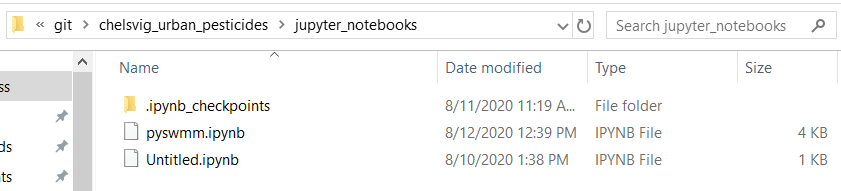 « git > chelsvig_urban_pesticides > jupyter_notebooks
Search jupyter_notebooks
Name Date modified Type Size
ss
.ipynb_checkpoints 8/11/2020 11:19 A... File folder
pyswmm.ipynb 8/12/2020 12:39 PM IPYNB File 4 KB
ds
Untitled.ipynb 8/10/2020 1:38 PM IPYNB File 1 KB
nts